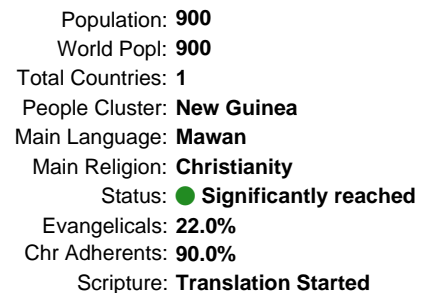 Population: 900
World Popl: 900
Total Countries: 1
People Cluster: New Guinea
Main Language: Mawan
Main Religion: Christianity
Status: Significantly reached
Evangelicals: 22.0%
Chr Adherents: 90.0%
Scripture: Translation Started